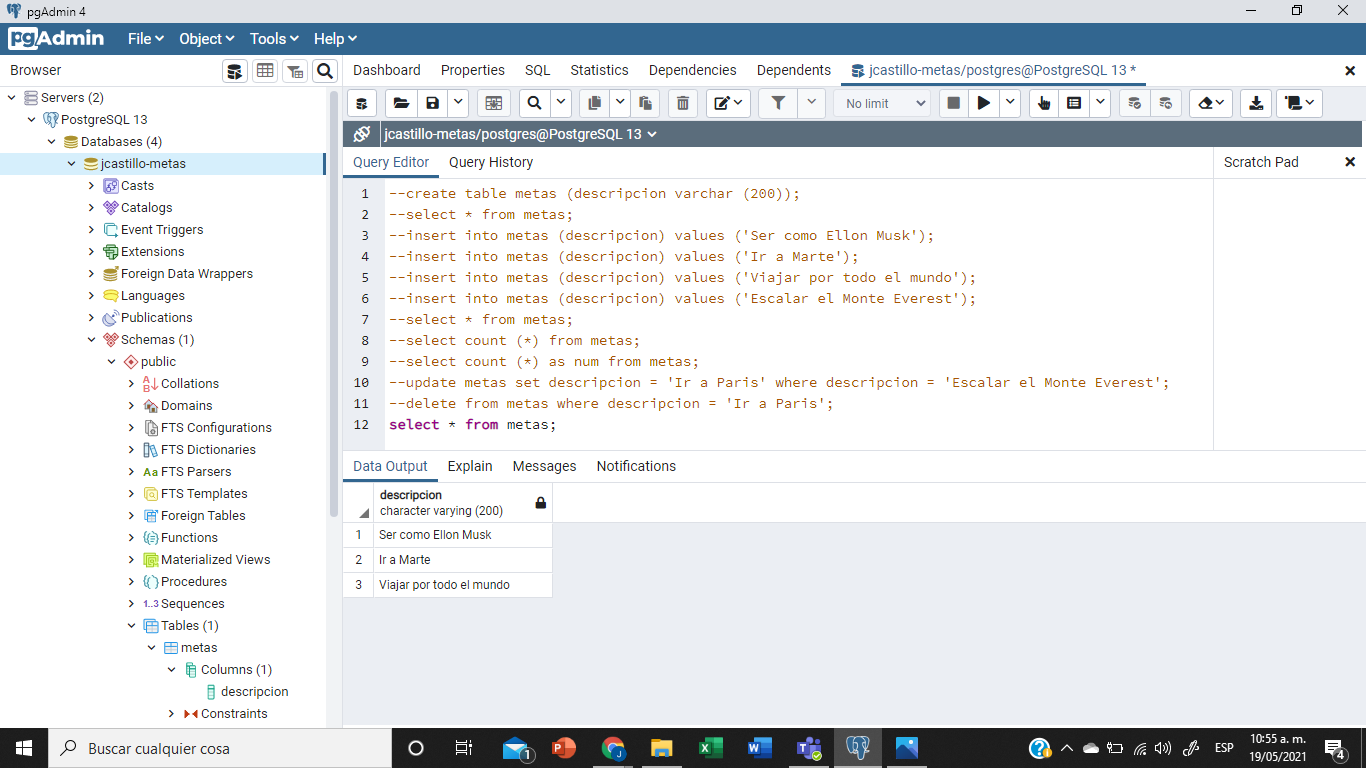 pgAdmin 4
pgAdmin File Object Tools Help
Browser
Dashboard Properties SQL Statistics Dependencies Dependents jcastillo-metas/postgres@PostgreSQL 13 *
No limit
jcastillo-metas/postgres@PostgreSQL 13
Query Editor Query History
Scratch Pad
Servers (2)
PostgreSQL 13
Databases (4)
jcastillo-metas
Casts
Catalogs
Event Triggers
Extensions
Foreign Data Wrappers
Languages
Publications
Schemas (1)
public
Collations
Domains
FTS Configurations
FTS Dictionaries
Aa FTS Parsers
FTS Templates
Foreign Tables
Functions
Materialized Views
Procedures
1..3 Sequences
Tables (1)
metas
Columns (1)
descripcion
Constraints
1 --create table metas (descripcion varchar (200));
2 --select * from metas;
3 --insert into metas (descripcion) values ('Ser como Ellon Musk');
4 --insert into metas (descripcion) values ('Ir a Marte');
5 --insert into metas (descripcion) values ('Viajar por todo el mundo');
6 --insert into metas (descripcion) values ('Escalar el Monte Everest');
7 --select * from metas;
8 --select count (*) from metas;
9 --select count (*) as num from metas;
10 --update metas set descripcion = 'Ir a Paris' where descripcion = 'Escalar el Monte Everest';
11 --delete from metas where descripcion = 'Ir a Paris';
12 select * from metas;
Data Output Explain Messages Notifications
descripcion
character varying (200)
1 Ser como Ellon Musk
2 Ir a Marte
3 Viajar por todo el mundo
Buscar cualquier cosa
1
ESP
10:55 a. m.
19/05/2021
4